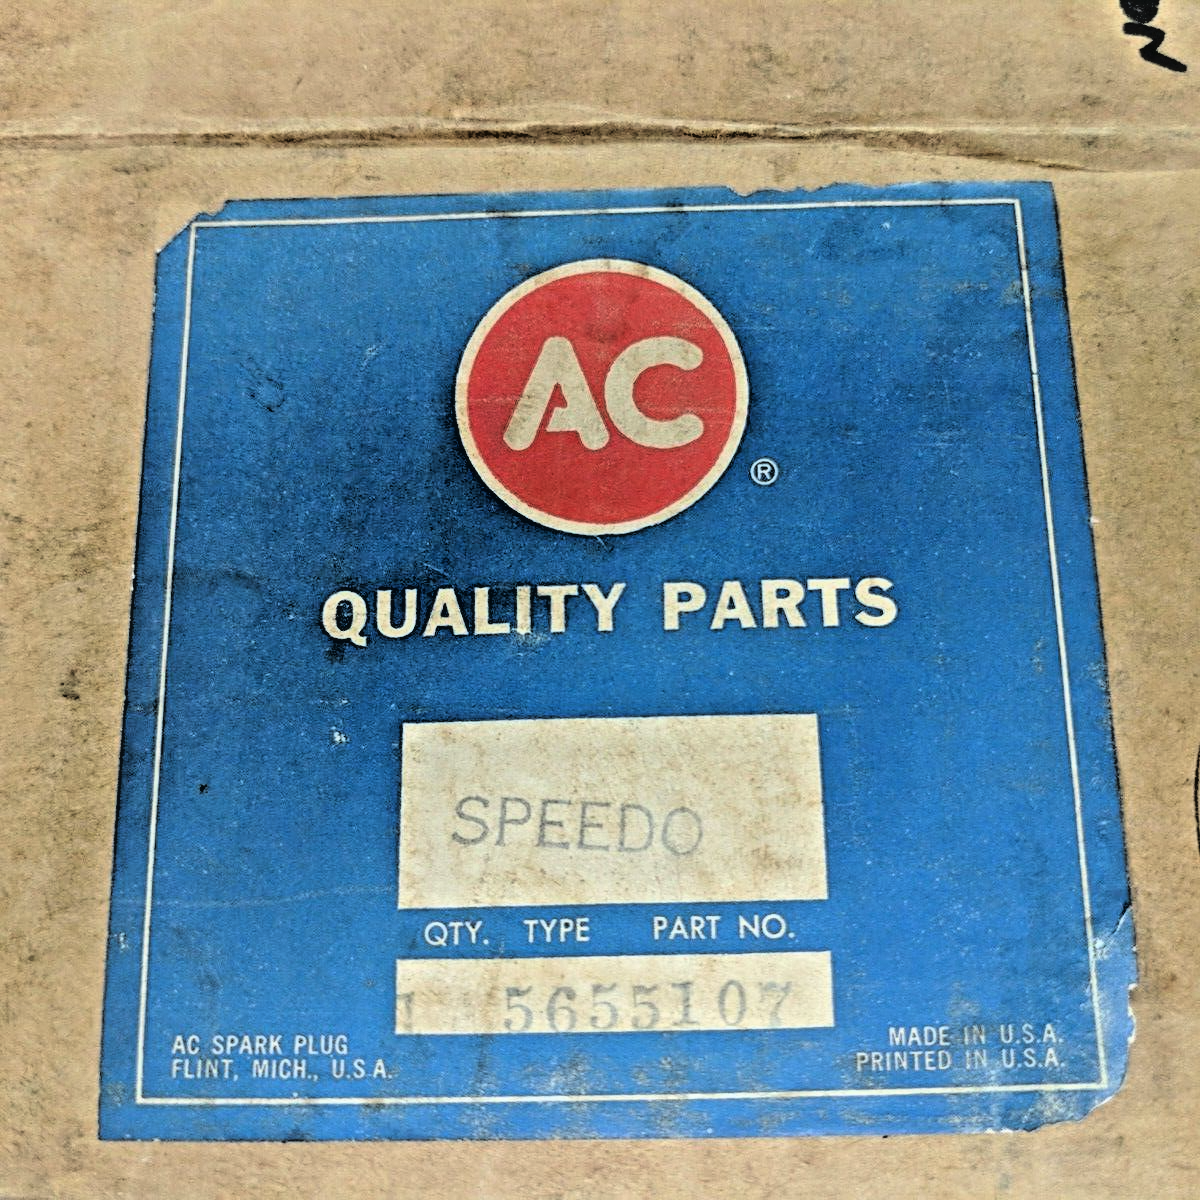 AC
®
QUALITY PARTS
SPEEDO
QTY. TYPE PART NO.
1 5655107
AC SPARK PLUG
FLINT, MICH., U.S.A.
MADE IN U.S.A.
PRINTED IN U.S.A.